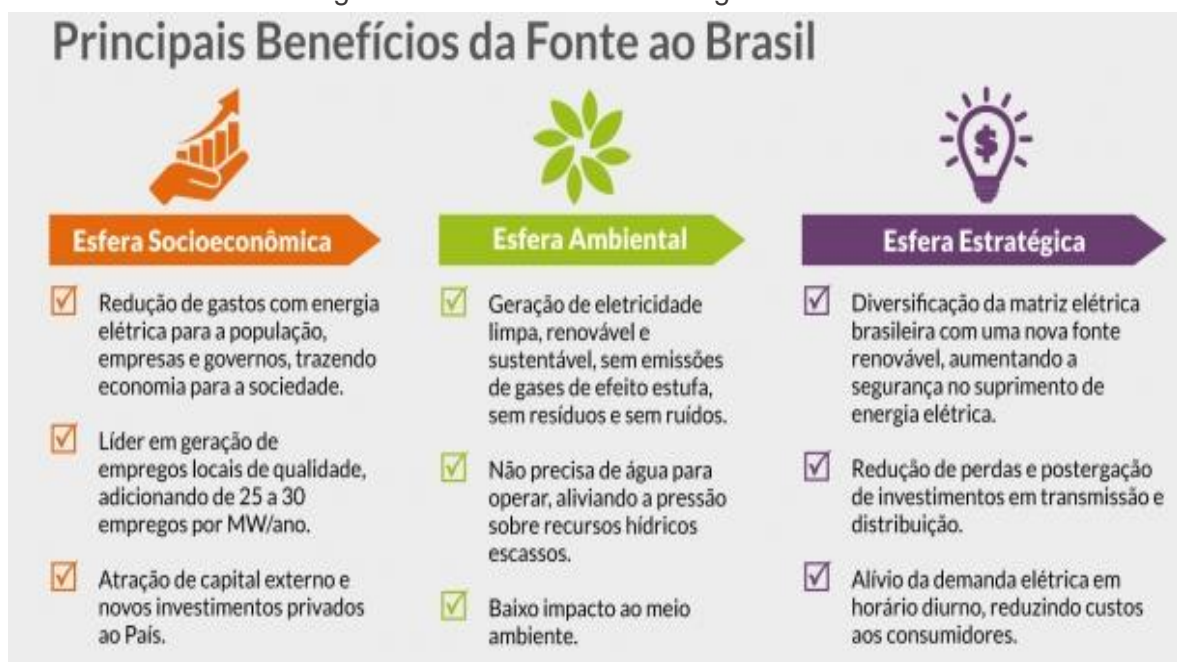 Principais Benefícios da Fonte ao Brasil
$
Esfera Socioeconômica
Redução de gastos com energia
elétrica para a população,
empresas e governos, trazendo
economia para a sociedade.
Líder em geração de
empregos locais de qualidade,
adicionando de 25 a 30
empregos por MW/ano.
Atração de capital externo e
novos investimentos privados
ao País.
Esfera Ambiental
Geração de eletricidade
limpa, renovável e
sustentável, sem emissões
de gases de efeito estufa,
sem resíduos e sem ruídos.
Não precisa de água para
operar, aliviando a pressão
sobre recursos hídricos
escassos.
Baixo impacto ao meio
ambiente.
Esfera Estratégica
Diversificação da matriz elétrica
brasileira com uma nova fonte
renovável, aumentando a
segurança no suprimento de
energia elétrica.
Redução de perdas e postergação
de investimentos em transmissão e
distribuição.
Alívio da demanda elétrica em
horário diurno, reduzindo custos
aos consumidores.